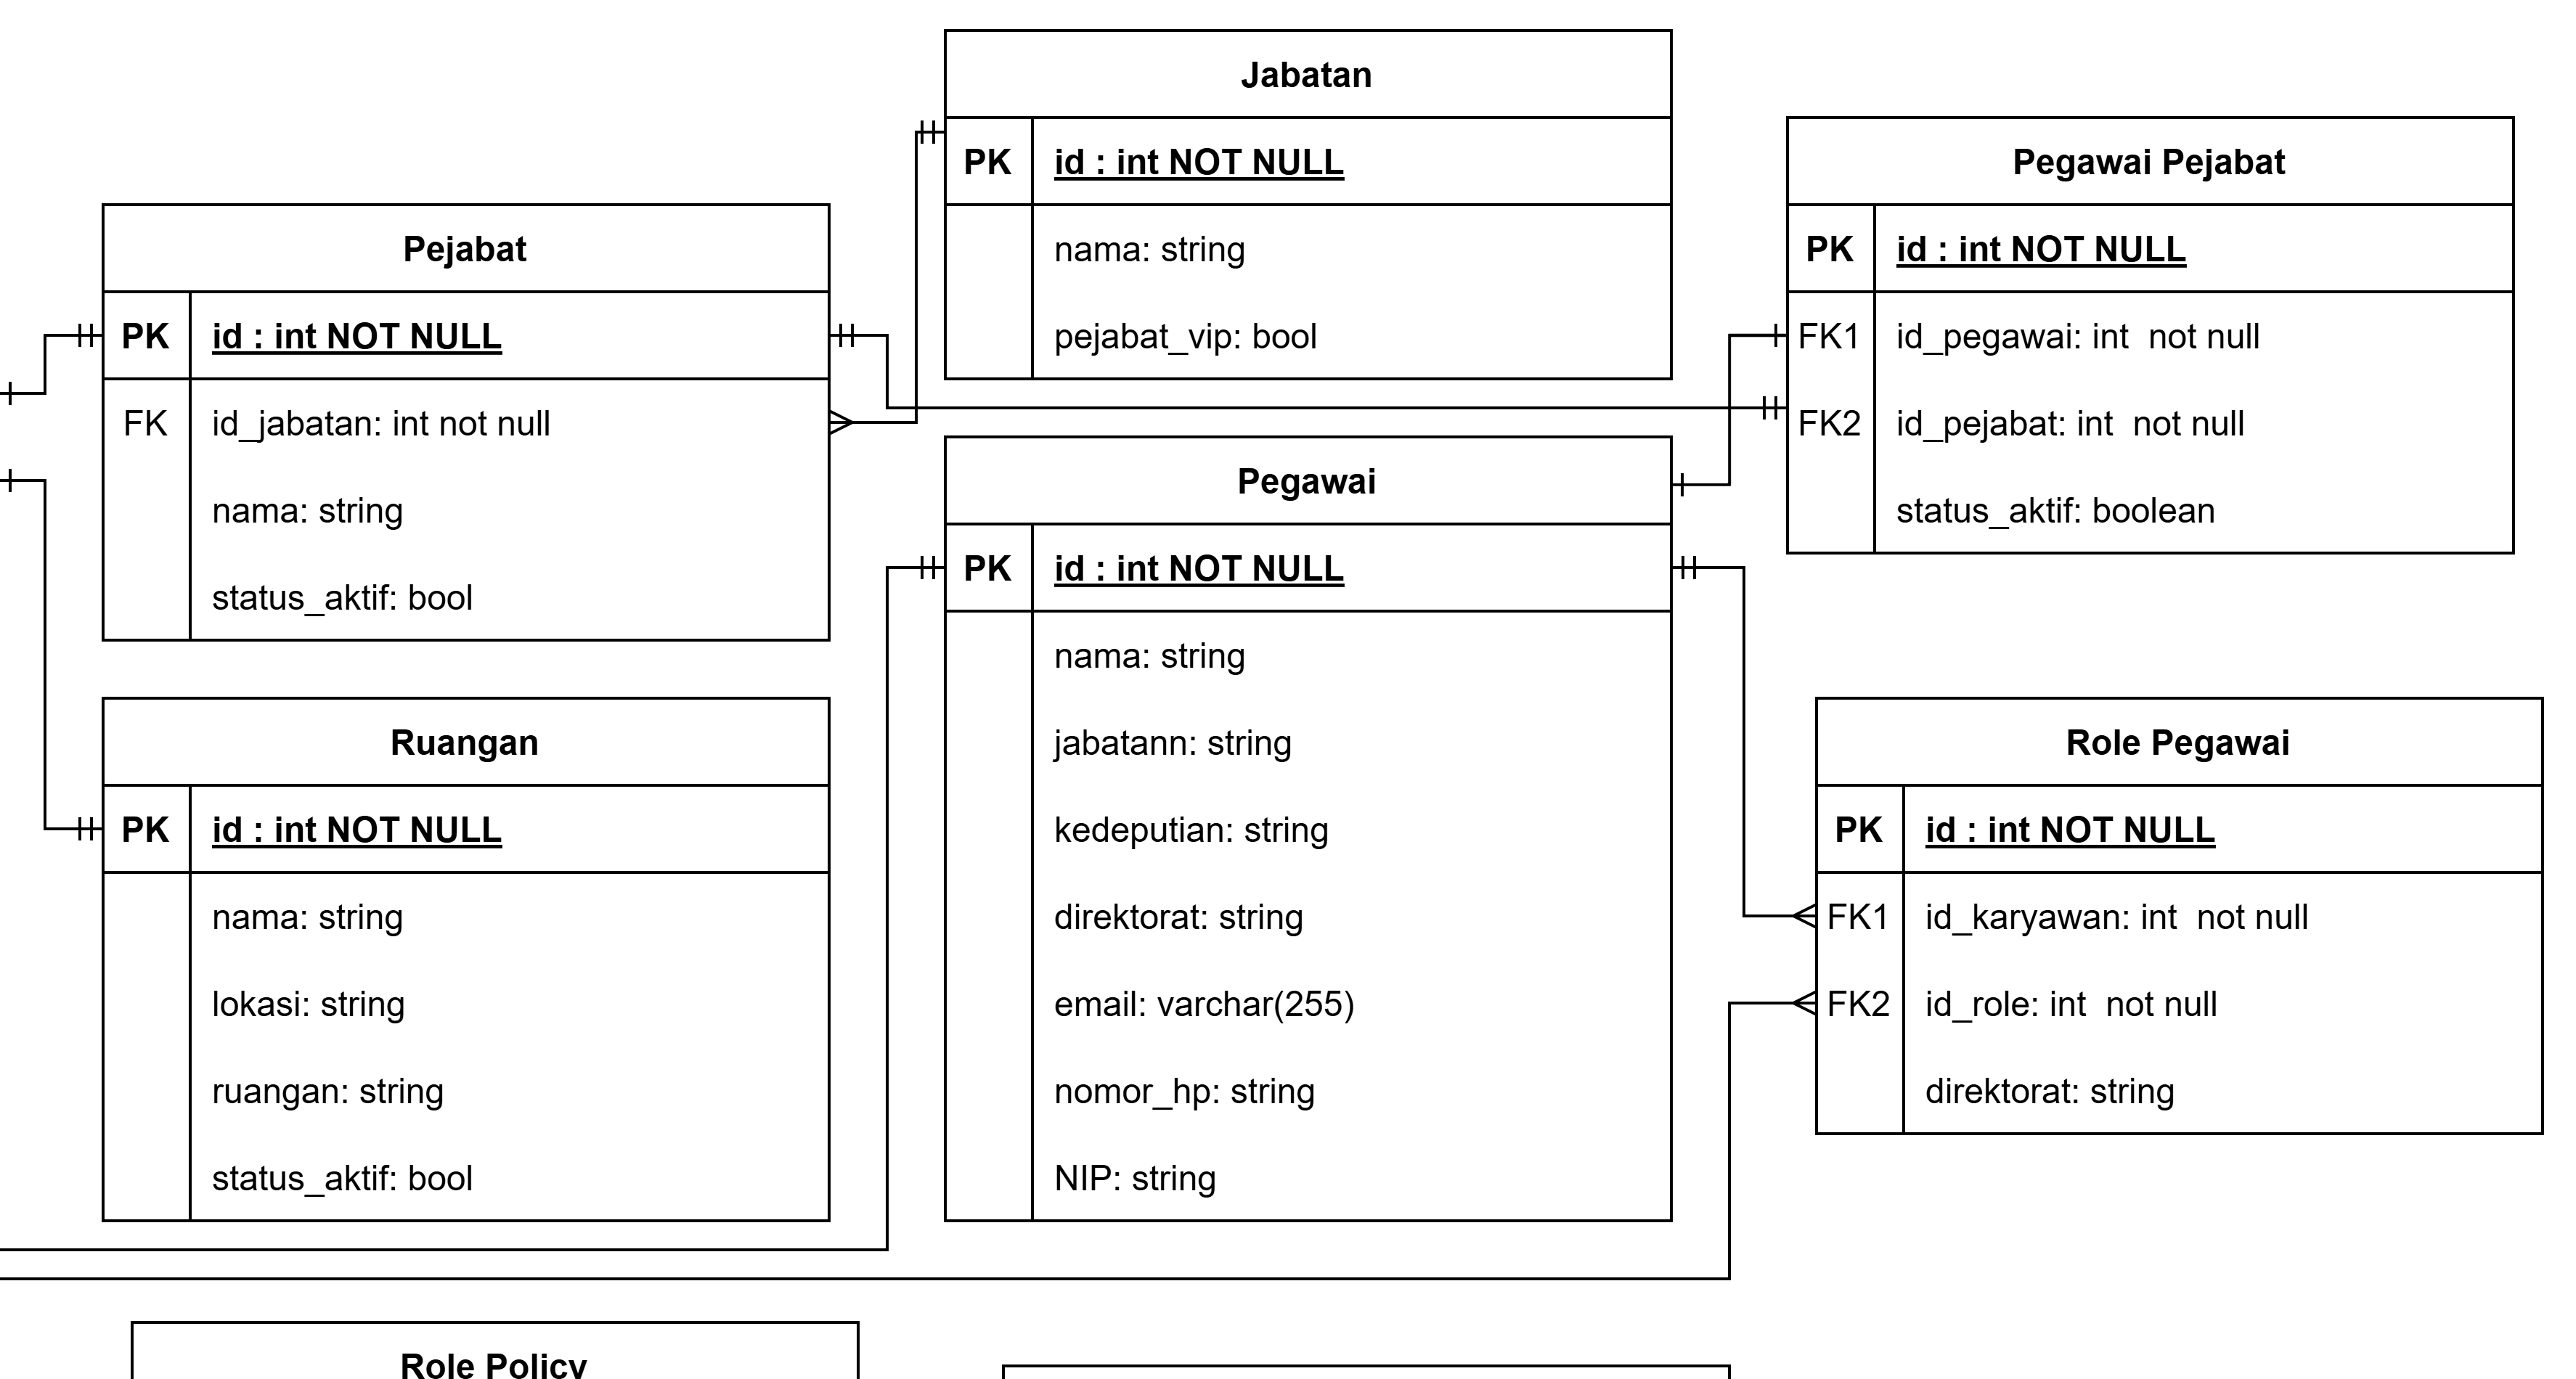 Jabatan
PK id : int NOT NULL
nama: string
pejabat_vip: bool
Pegawai Pejabat
PK id : int NOT NULL
FK1 id_pegawai: int  not null
FK2 id_pejabat: int  not null
status_aktif: boolean
Pejabat
PK id : int NOT NULL
FK id_jabatan: int not null
nama: string
status_aktif: bool
Pegawai
PK id : int NOT NULL
nama: string
jabatann: string
kedeputian: string
direktorat: string
email: varchar(255)
nomor_hp: string
NIP: string
Ruangan
PK id : int NOT NULL
nama: string
lokasi: string
ruangan: string
status_aktif: bool
Role Pegawai
PK id : int NOT NULL
FK1 id_karyawan: int  not null
FK2 id_role: int  not null
direktorat: string
Role Policy